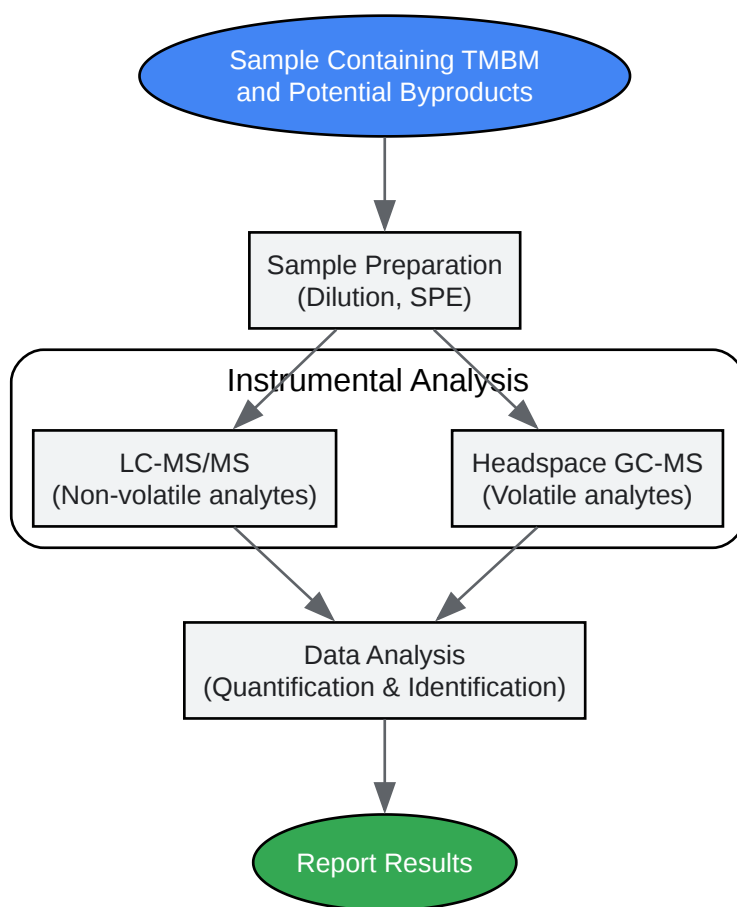 Sample Containing TMBM
and Potential Byproducts
Sample Preparation
(Dilution, SPE)
Instrumental Analysis
LC-MS/MS
(Non-volatile analytes)
Headspace GC-MS
(Volatile analytes)
Data Analysis
(Quantification & Identification)
Report Results